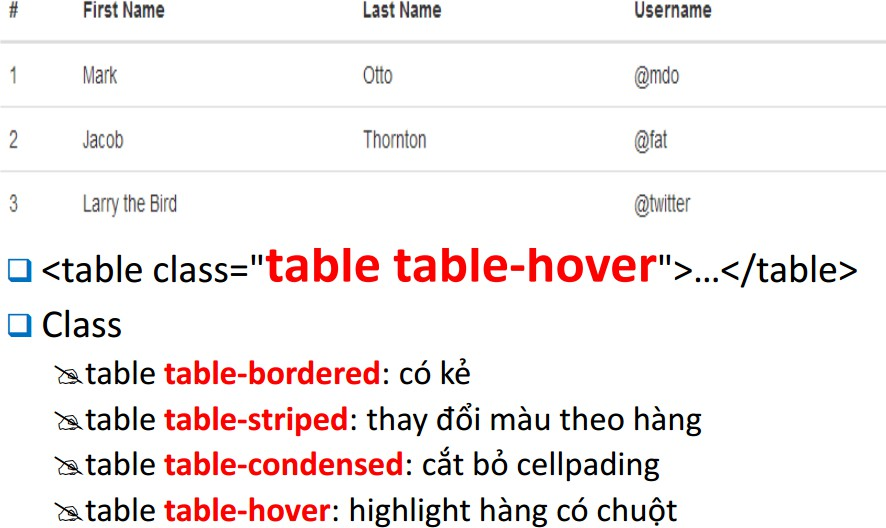 # First Name Last Name Username
1 Mark Otto @mdo
2 Jacob Thornton @fat
3 Larry the Bird @twitter
<table class="table table-hover">...</table>
Class
table table-bordered: có kẻ
table table-striped: thay đổi màu theo hàng
table table-condensed: cắt bỏ cellpading
table table-hover: highlight hàng có chuột